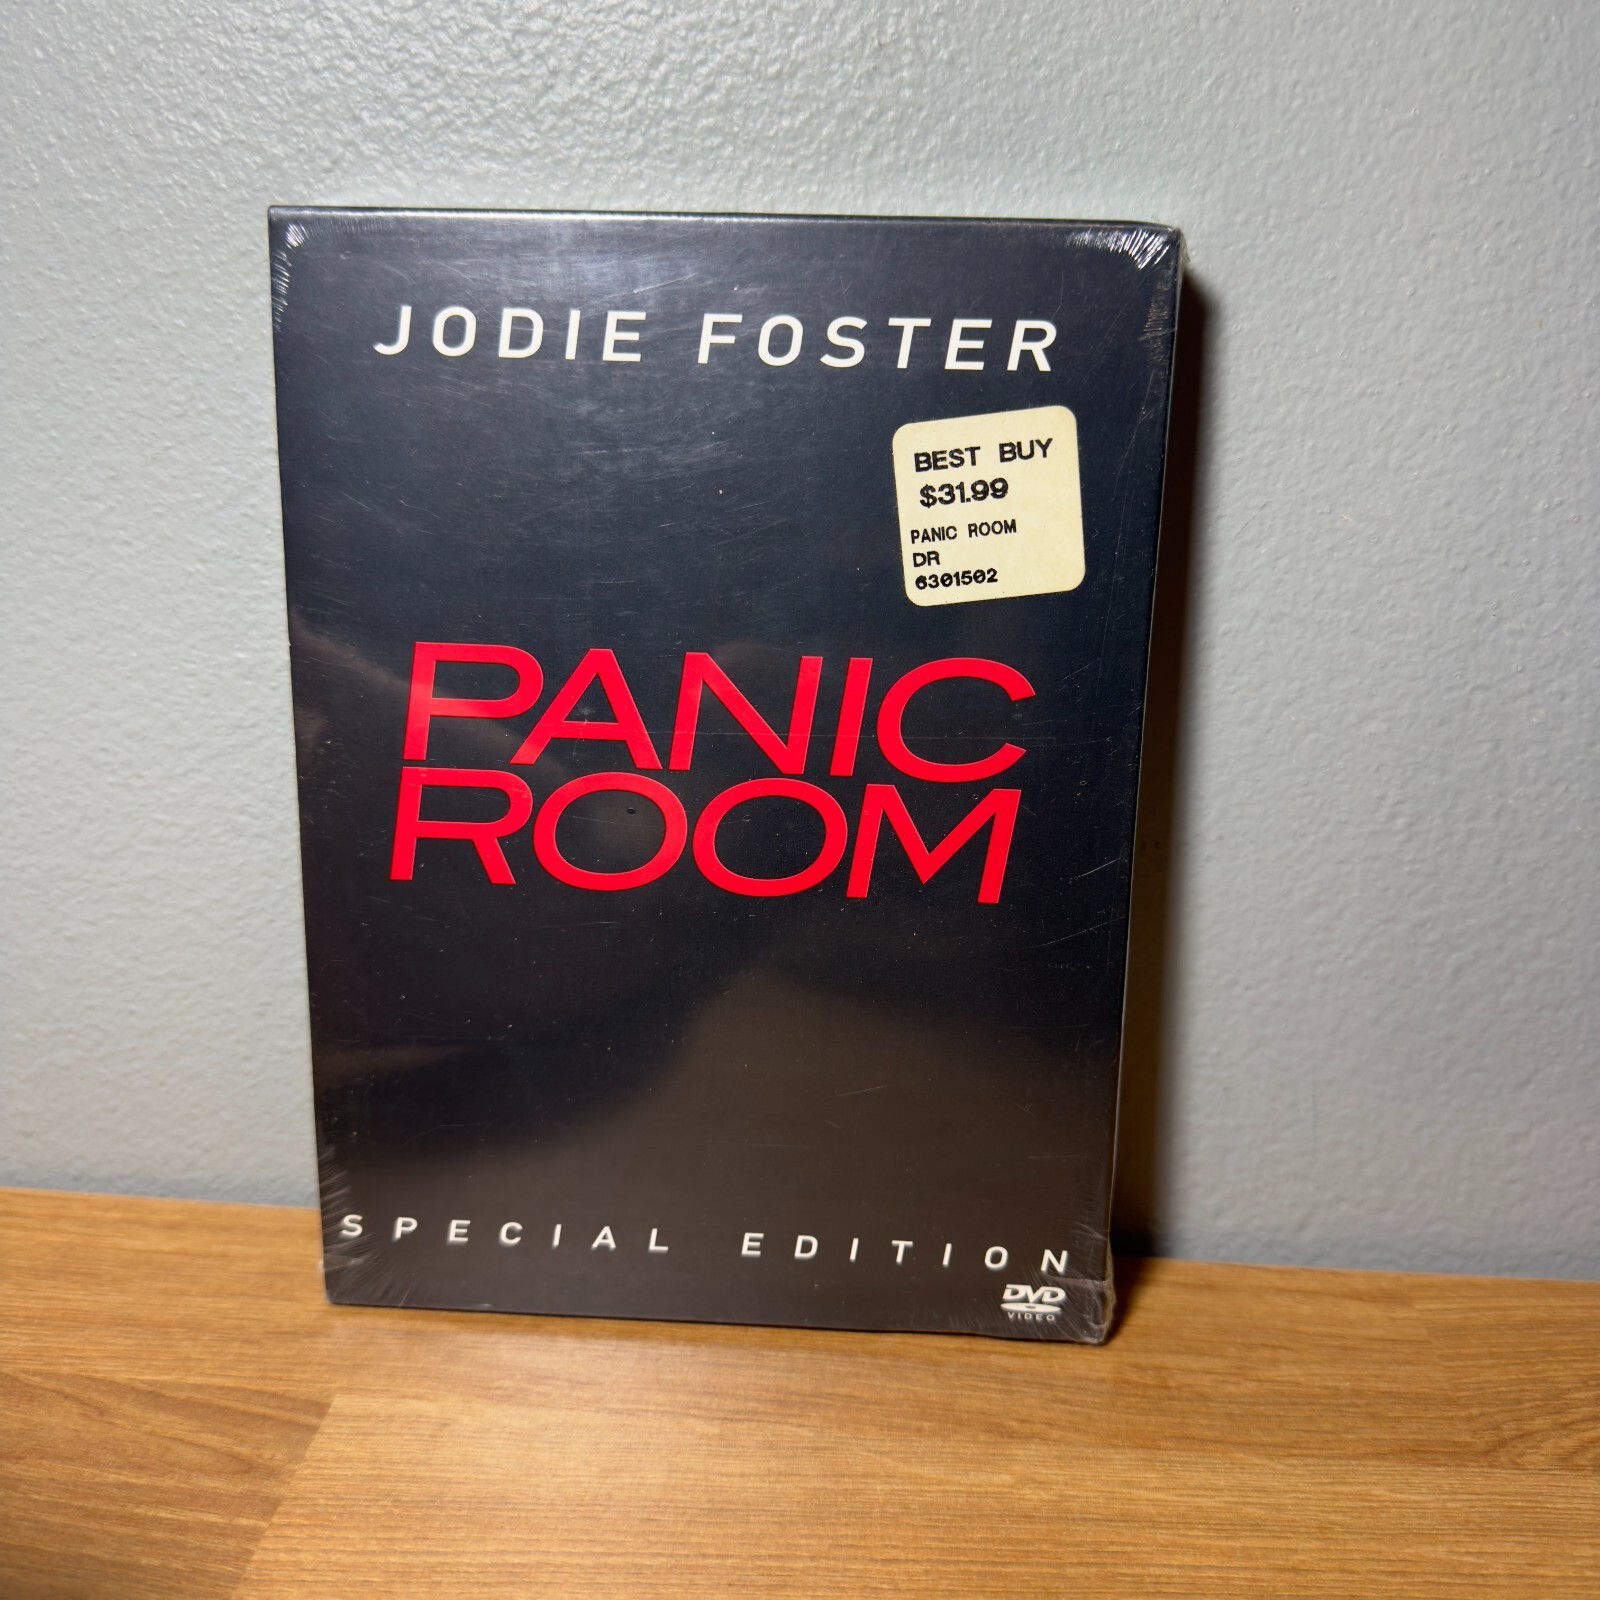 JODIE FOSTER
BEST BUY
$31.99
PANIC ROOM
DR
6301502
PANIC
ROOM
SPECIAL EDITION
DVD
VIDEO